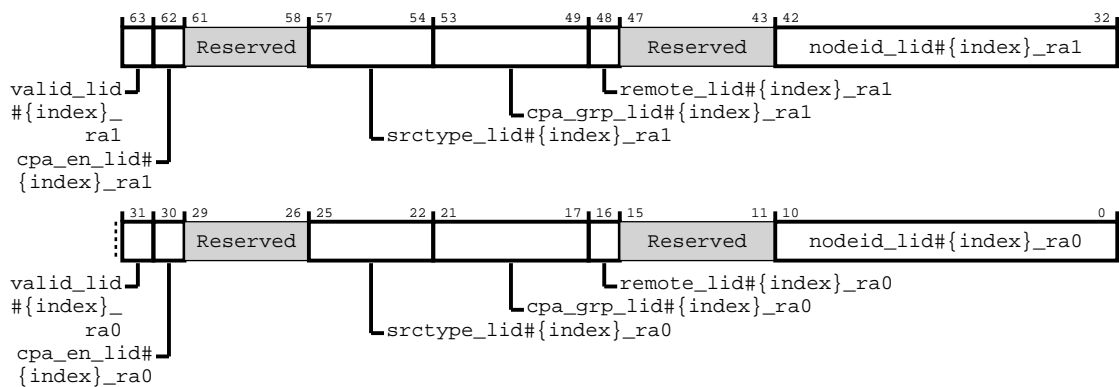 63 62 61 58 57 54 53 49 48 47 43 42 32
Reserved Reserved nodeid_lid#{index}_ra1
valid_lid
#{index}_
ra1
remote_lid#{index}_ra1
cpa_grp_lid#{index}_ra1
srctype_lid#{index}_ra1
cpa_en_lid#
{index}_ra1
31 30 29 26 25 22 21 17 16 15 11 10 0
Reserved Reserved nodeid_lid#{index}_ra0
valid_lid
#{index}_
ra0
remote_lid#{index}_ra0
cpa_grp_lid#{index}_ra0
srctype_lid#{index}_ra0
cpa_en_lid#
{index}_ra0